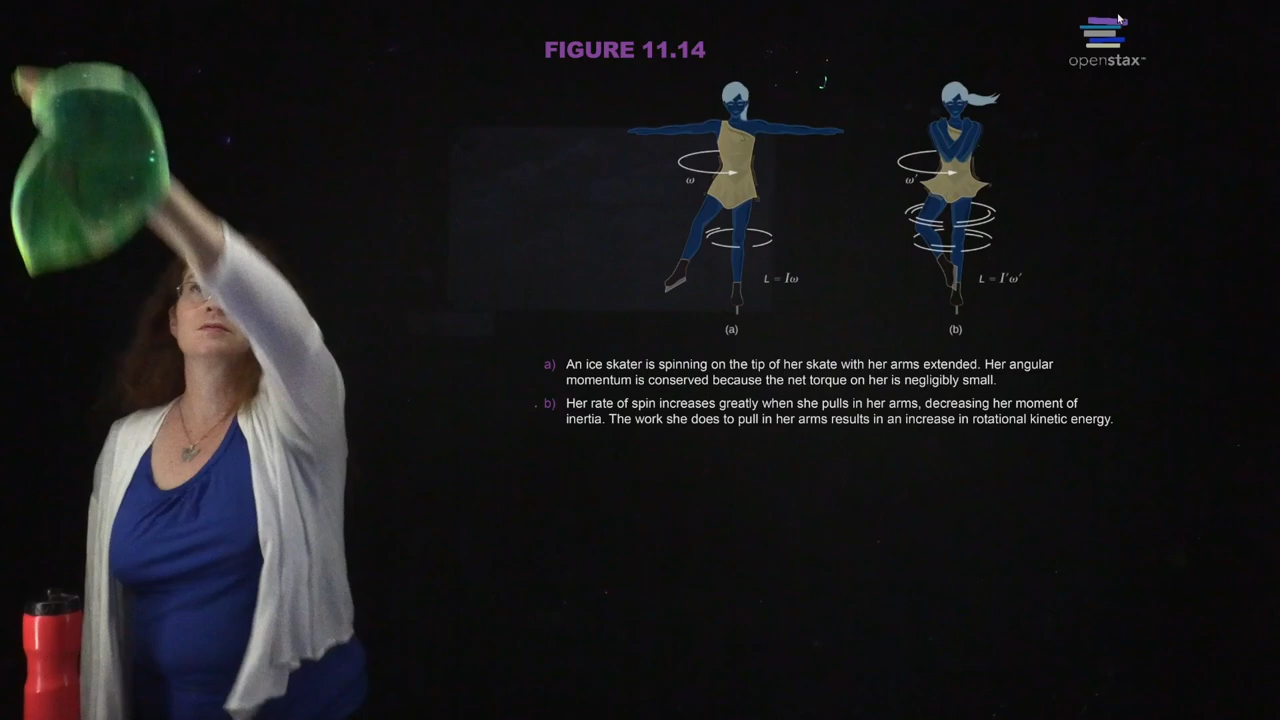 FIGURE 11.14
openstax™
ω
ω'
L = Iω
L = I'ω'
(a)
(b)
a) An ice skater is spinning on the tip of her skate with her arms extended. Her angular
momentum is conserved because the net torque on her is negligibly small.
b) Her rate of spin increases greatly when she pulls in her arms, decreasing her moment of
inertia. The work she does to pull in her arms results in an increase in rotational kinetic energy.